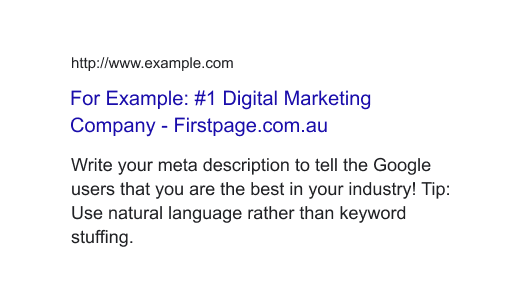 http://www.example.com
For Example: #1 Digital Marketing
Company - Firstpage.com.au
Write your meta description to tell the Google
users that you are the best in your industry! Tip:
Use natural language rather than keyword
stuffing.